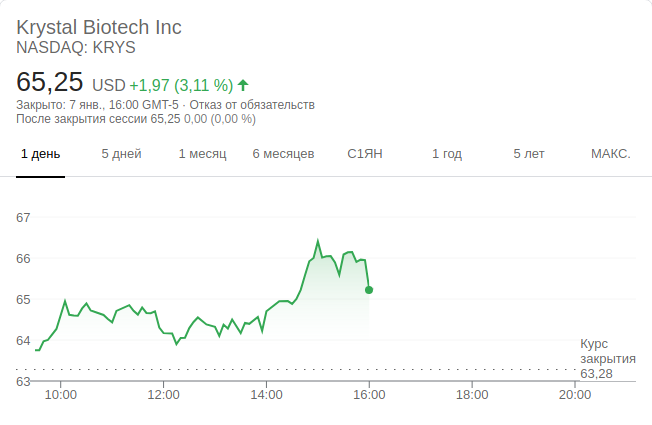 Krystal Biotech Inc
NASDAQ: KRYS
65,25 USD +1,97 (3,11 %)
Закрыто: 7 янв., 16:00 GMT-5 · Отказ от обязательств
После закрытия сессии 65,25 0,00 (0,00 %)
1 день 5 дней 1 месяц 6 месяцев С1ЯН 1 год 5 лет МАКС.
67
66
65
64
Курс
закрытия
63,28
63
10:00 12:00 14:00 16:00 18:00 20:00